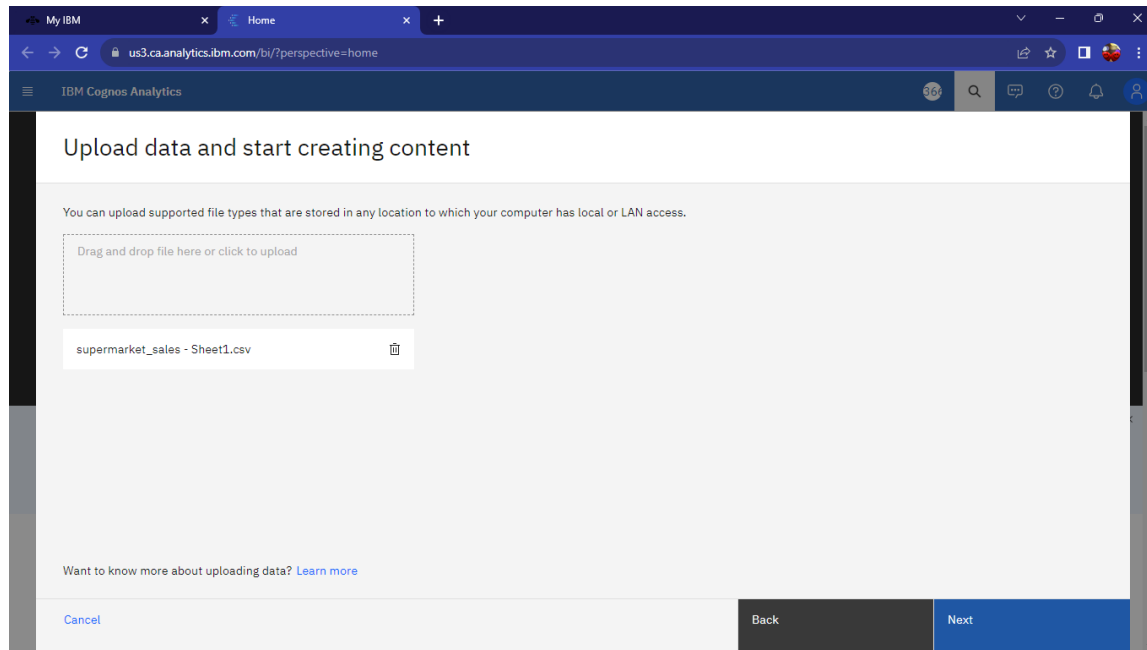 My IBM
Home
us3.ca.analytics.ibm.com/bi/?perspective=home
IBM Cognos Analytics
Upload data and start creating content
You can upload supported file types that are stored in any location to which your computer has local or LAN access.
Drag and drop file here or click to upload
supermarket_sales - Sheet1.csv
Want to know more about uploading data? Learn more
Cancel
Back
Next